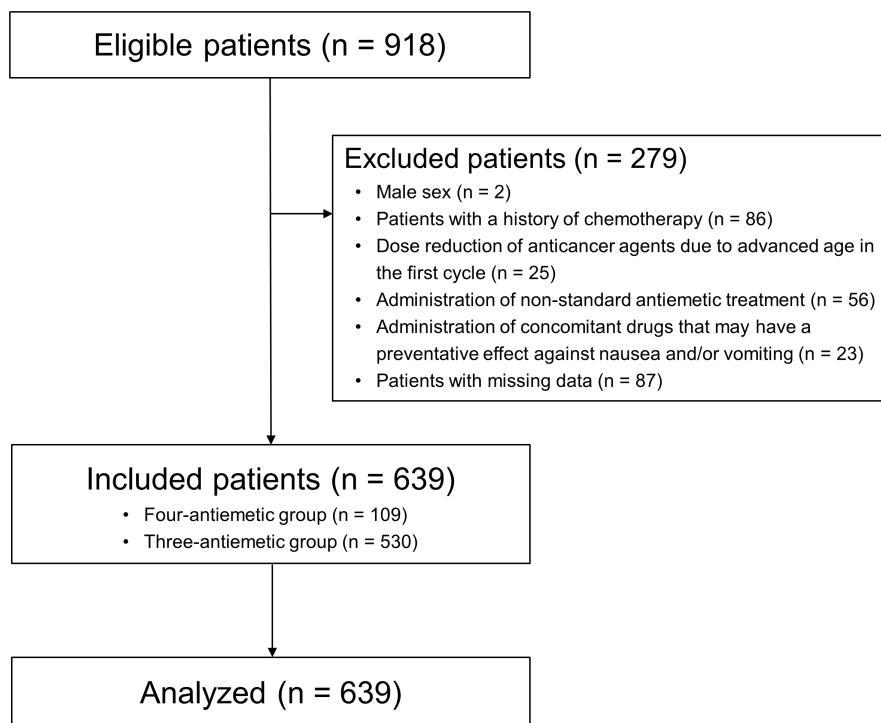 Eligible patients (n = 918)
Excluded patients (n = 279)
• Male sex (n = 2)
• Patients with a history of chemotherapy (n = 86)
• Dose reduction of anticancer agents due to advanced age in
the first cycle (n = 25)
• Administration of non-standard antiemetic treatment (n = 56)
• Administration of concomitant drugs that may have a
preventative effect against nausea and/or vomiting (n = 23)
• Patients with missing data (n = 87)
Included patients (n = 639)
• Four-antiemetic group (n = 109)
• Three-antiemetic group (n = 530)
Analyzed (n = 639)